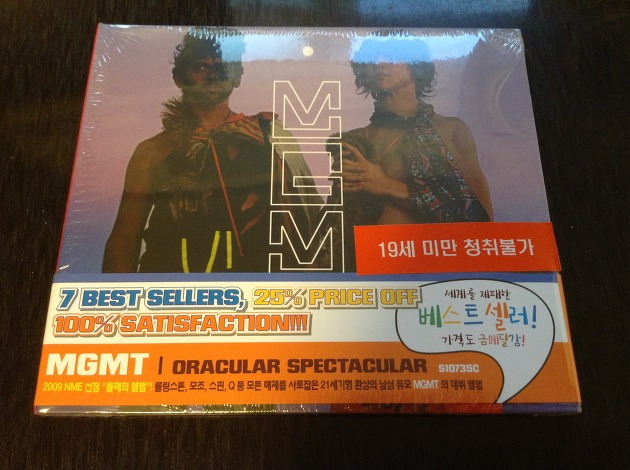 MGM
19세 미만 청취불가
7 BEST SELLERS, 25% PRICE OFF
100% SATISFACTION!!!!
세계를 제패한
베스트 셀러!
가격도 금메달감!
MGMT | ORACULAR SPECTACULAR S10735C
2009 NME 선정 "올해의 앨범"! 롤링스톤, 모조, 스핀, Q 등 모든 매체를 사로잡은 21세기형 환상의 남성 듀오 MGMT 의 데뷔 앨범